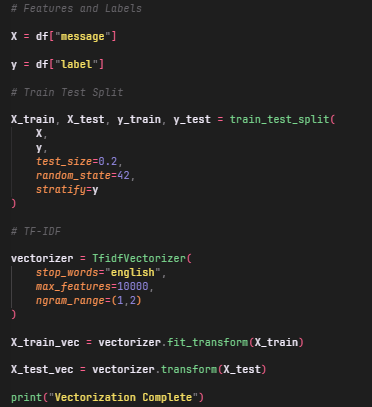 # Features and Labels
X = df["message"]
y = df["label"]
# Train Test Split
X_train, X_test, y_train, y_test = train_test_split(
    X,
    y,
    test_size=0.2,
    random_state=42,
    stratify=y
)
# TF-IDF
vectorizer = TfidfVectorizer(
    stop_words="english",
    max_features=10000,
    ngram_range=(1,2)
)
X_train_vec = vectorizer.fit_transform(X_train)
X_test_vec = vectorizer.transform(X_test)
print("Vectorization Complete")